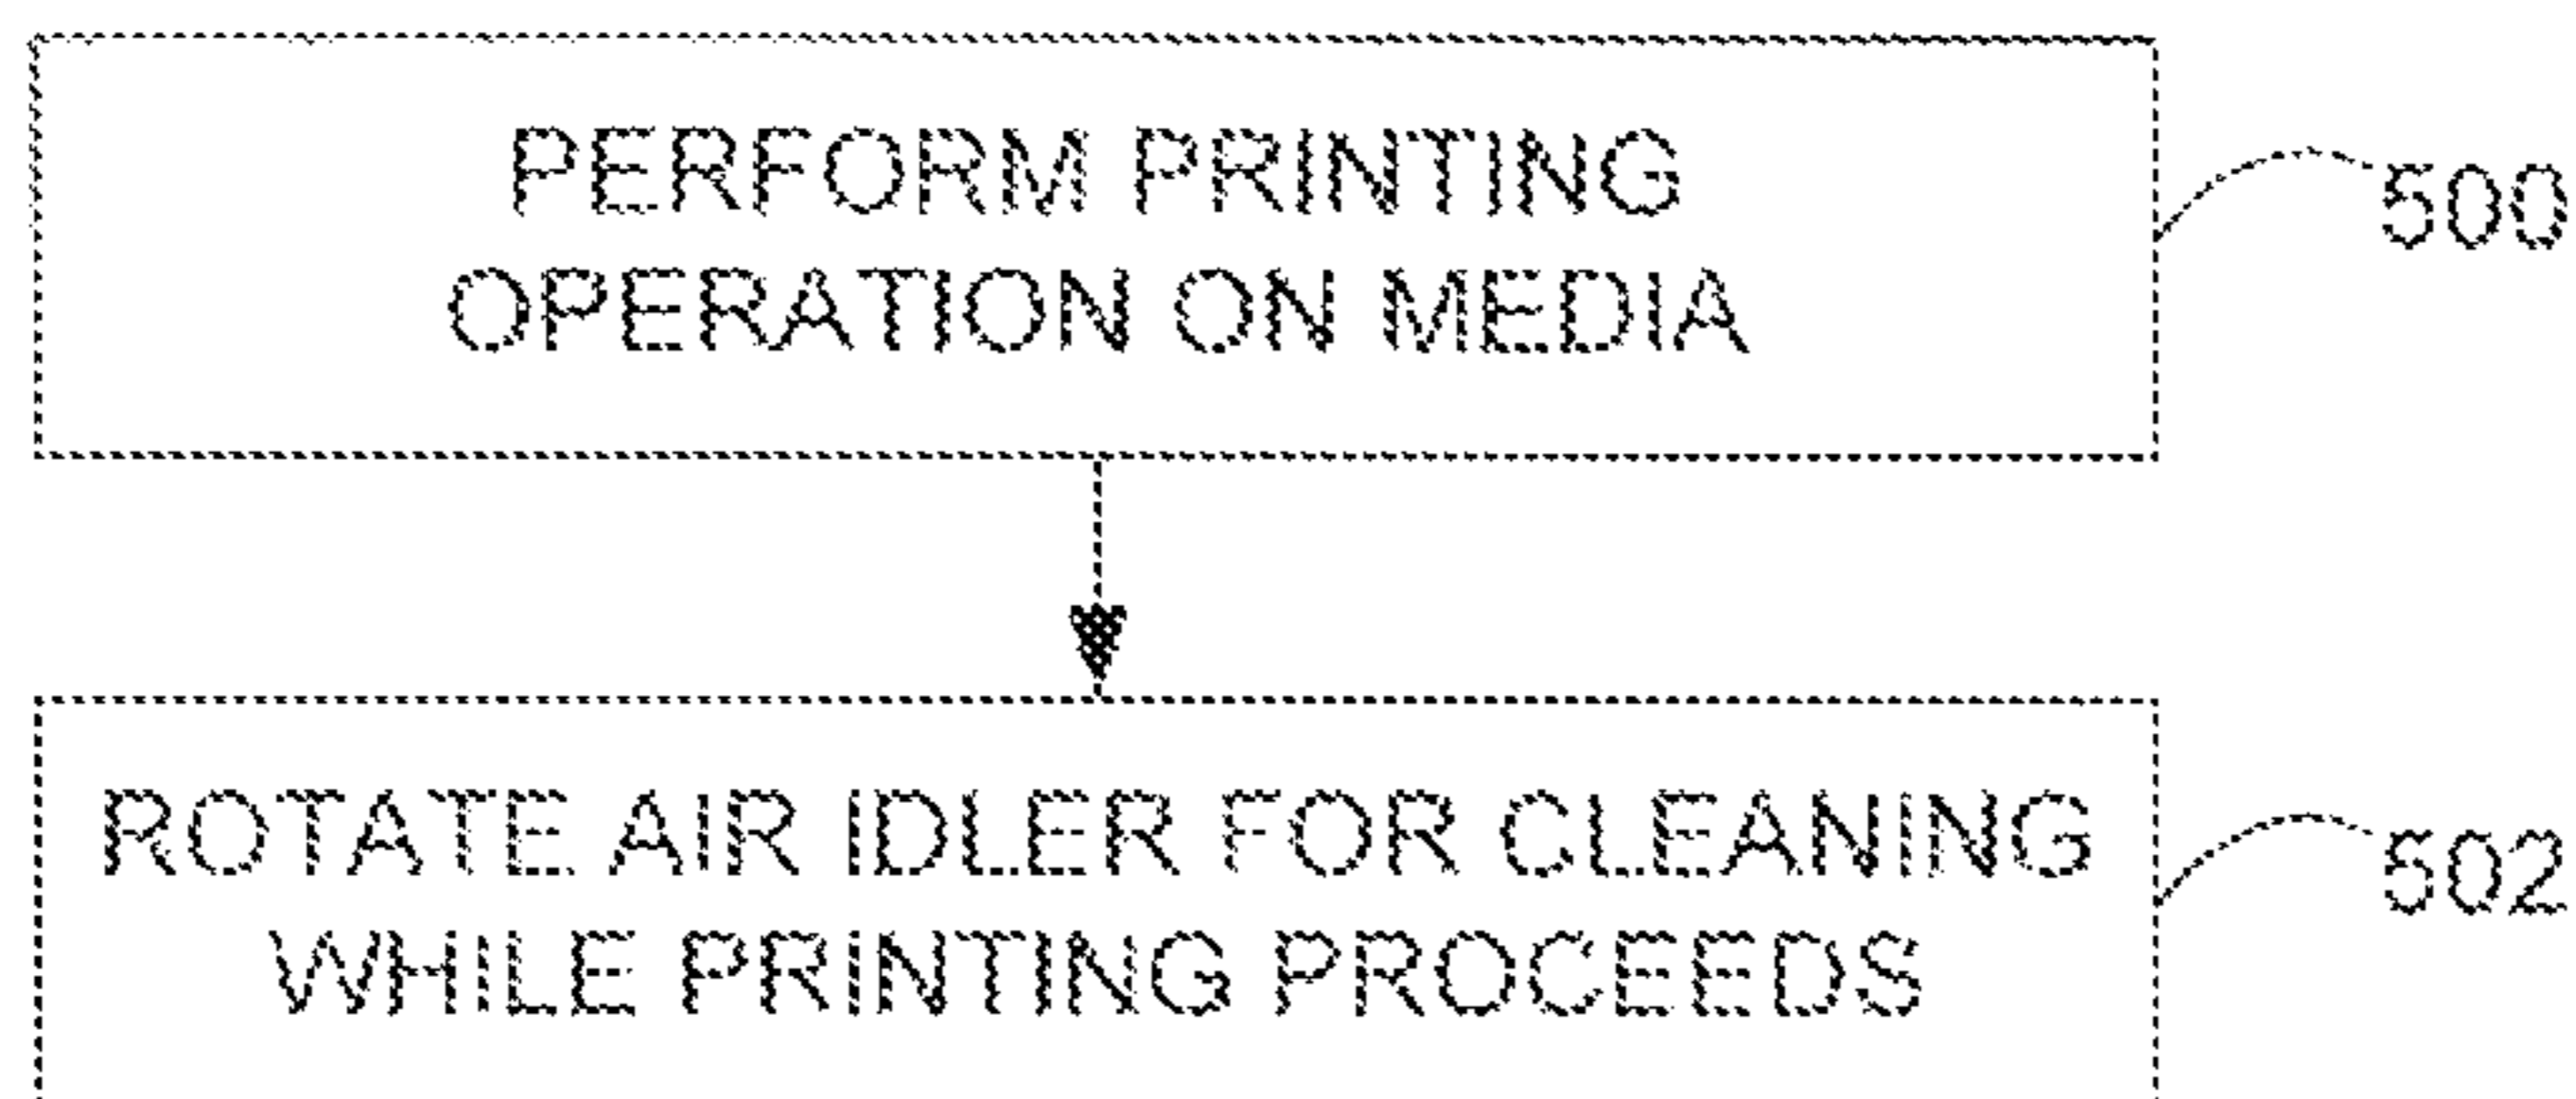 PERFORM PRINTING
OPERATION ON MEDIA
500
ROTATE AIR IDLER FOR CLEANING
WHILE PRINTING PROCEEDS
502